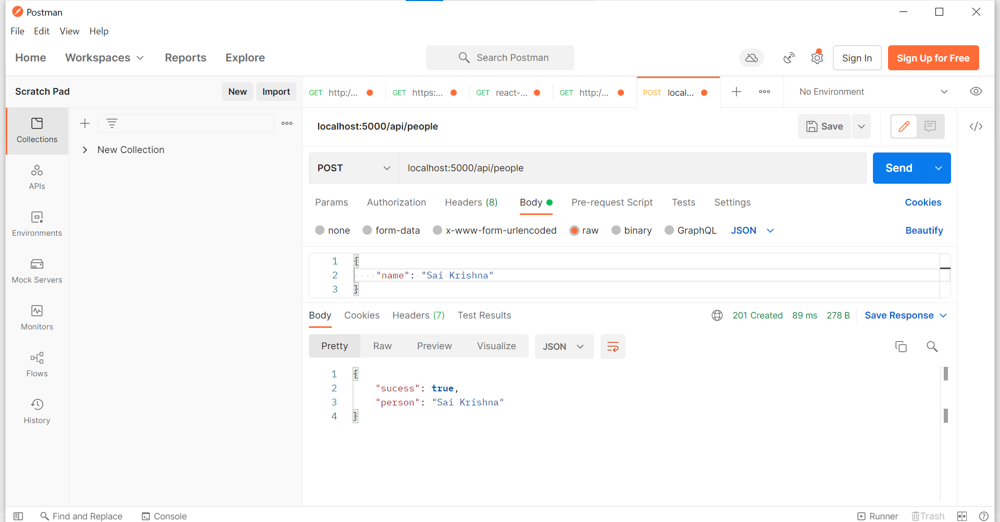 Postman
File Edit View Help
Home Workspaces Reports Explore Search Postman Sign In Sign Up for Free
Scratch Pad New Import GET http:/... GET https:... GET react-... GET http:/... POST local... No Environment
Collections
APIs
Environments
Mock Servers
Monitors
Flows
History
New Collection
localhost:5000/api/people Save
POST localhost:5000/api/people Send
Params Authorization Headers (8) Body Pre-request Script Tests Settings Cookies
none form-data x-www-form-urlencoded raw binary GraphQL JSON Beautify
1 {
2 "name": "Sai Krishna"
3 }
Body Cookies Headers (7) Test Results 201 Created 89 ms 278 B Save Response
Pretty Raw Preview Visualize JSON
1 {
2 "sucess": true,
3 "person": "Sai Krishna"
4 }
Find and Replace Console Runner Trash